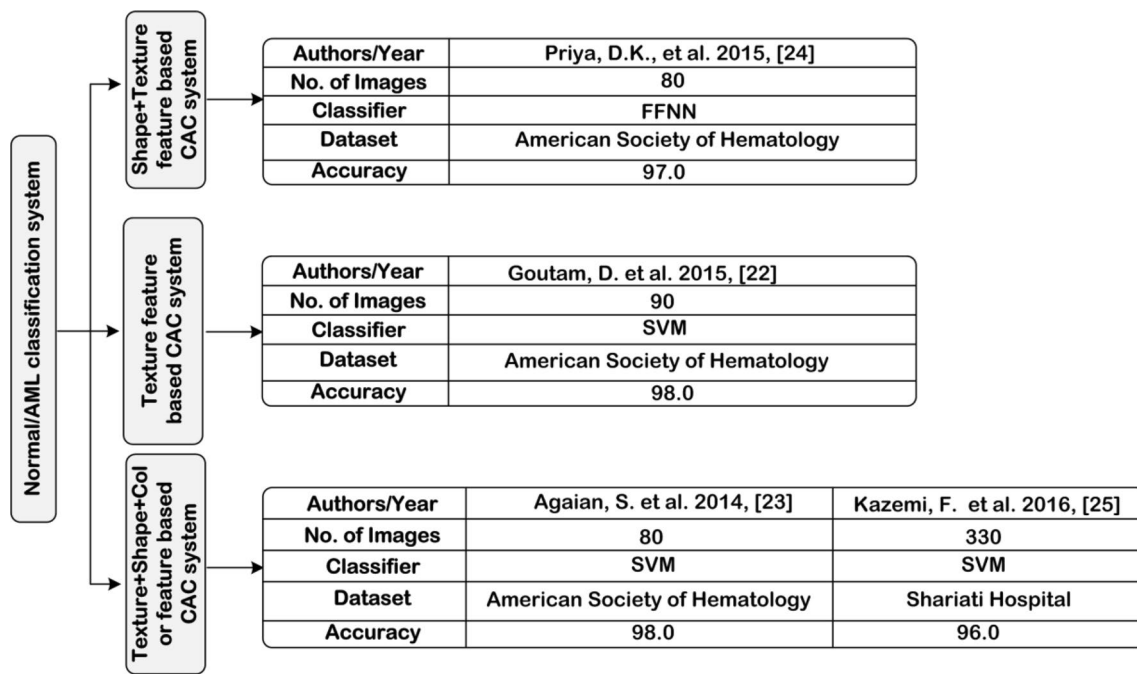 Normal/AML classification system
Shape+Texture
feature based
CAC system
Authors/Year Priya, D.K., et al. 2015, [24]
No. of Images 80
Classifier FFNN
Dataset American Society of Hematology
Accuracy 97.0
Texture feature
based CAC system
Authors/Year Goutam, D. et al. 2015, [22]
No. of Images 90
Classifier SVM
Dataset American Society of Hematology
Accuracy 98.0
Texture+Shape+Col
or feature based
CAC system
Authors/Year Agaian, S. et al. 2014, [23] Kazemi, F. et al. 2016, [25]
No. of Images 80 330
Classifier SVM SVM
Dataset American Society of Hematology Shariati Hospital
Accuracy 98.0 96.0